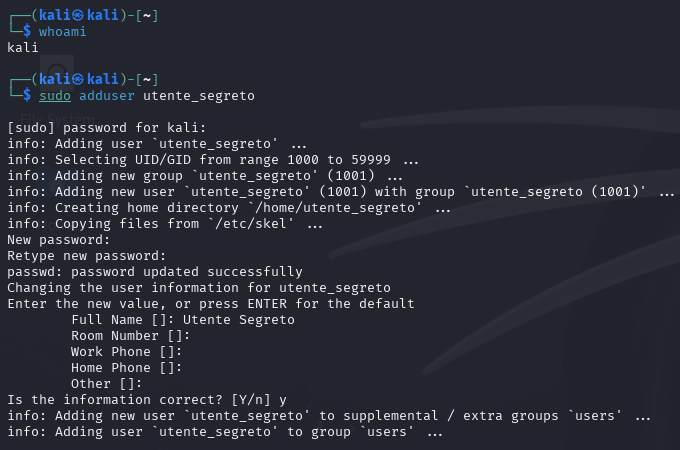 ┌──(kali㉿kali)-[~]
└─$ whoami
kali
┌──(kali㉿kali)-[~]
└─$ sudo adduser utente_segreto
[sudo] password for kali:
info: Adding user `utente_segreto' ...
info: Selecting UID/GID from range 1000 to 59999 ...
info: Adding new group `utente_segreto' (1001) ...
info: Adding new user `utente_segreto' (1001) with group `utente_segreto (1001)' ...
info: Creating home directory `/home/utente_segreto' ...
info: Copying files from `/etc/skel' ...
New password:
Retype new password:
passwd: password updated successfully
Changing the user information for utente_segreto
Enter the new value, or press ENTER for the default
Full Name []: Utente Segreto
Room Number []:
Work Phone []:
Home Phone []:
Other []:
Is the information correct? [Y/n] y
info: Adding new user `utente_segreto' to supplemental / extra groups `users' ...
info: Adding user `utente_segreto' to group `users' ...